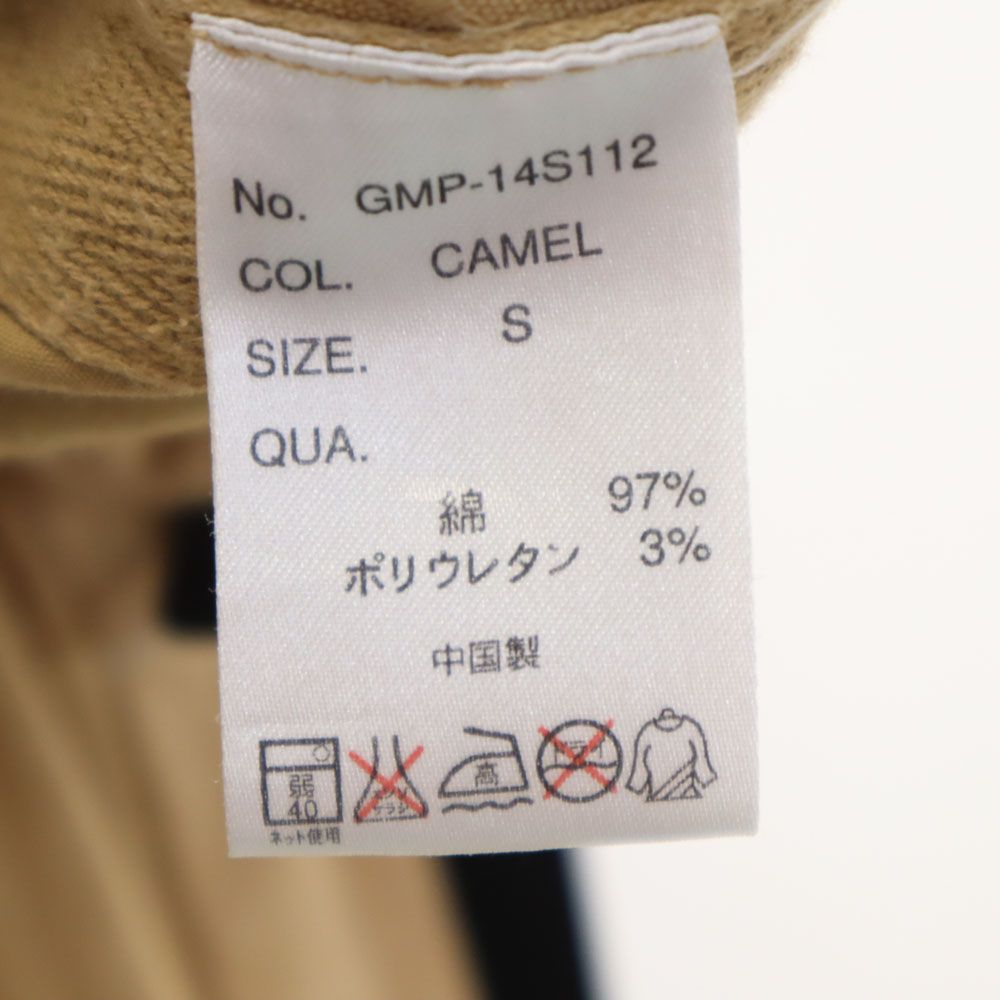 No. GMP-14S112
COL. CAMEL
SIZE. S
QUA.
綿 97%
ポリウレタン 3%
中国製
弱
40
ネット使用
高